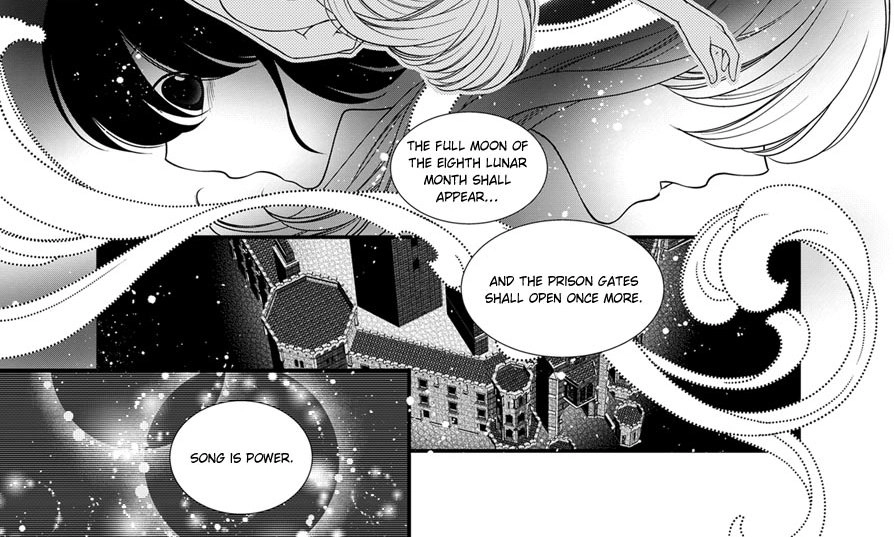 THE FULL MOON OF
THE EIGHTH LUNAR
MONTH SHALL
APPEAR...
AND THE PRISON GATES
SHALL OPEN ONCE MORE.
SONG IS POWER.